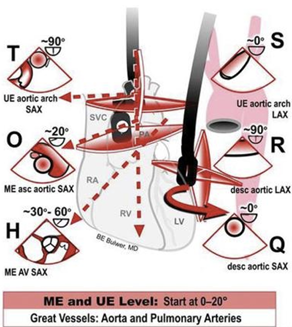 T
~90°
UE aortic arch
SAX
O
~20°
ME asc aortic SAX
H
~30°- 60°
ME AV SAX
SVC
PA
RA
RV
LV
BE Bulwer, MD
S
~0°
UE aortic arch
LAX
~90°
R
desc aortic LAX
~0°
Q
desc aortic SAX
ME and UE Level: Start at 0–20°
Great Vessels: Aorta and Pulmonary Arteries